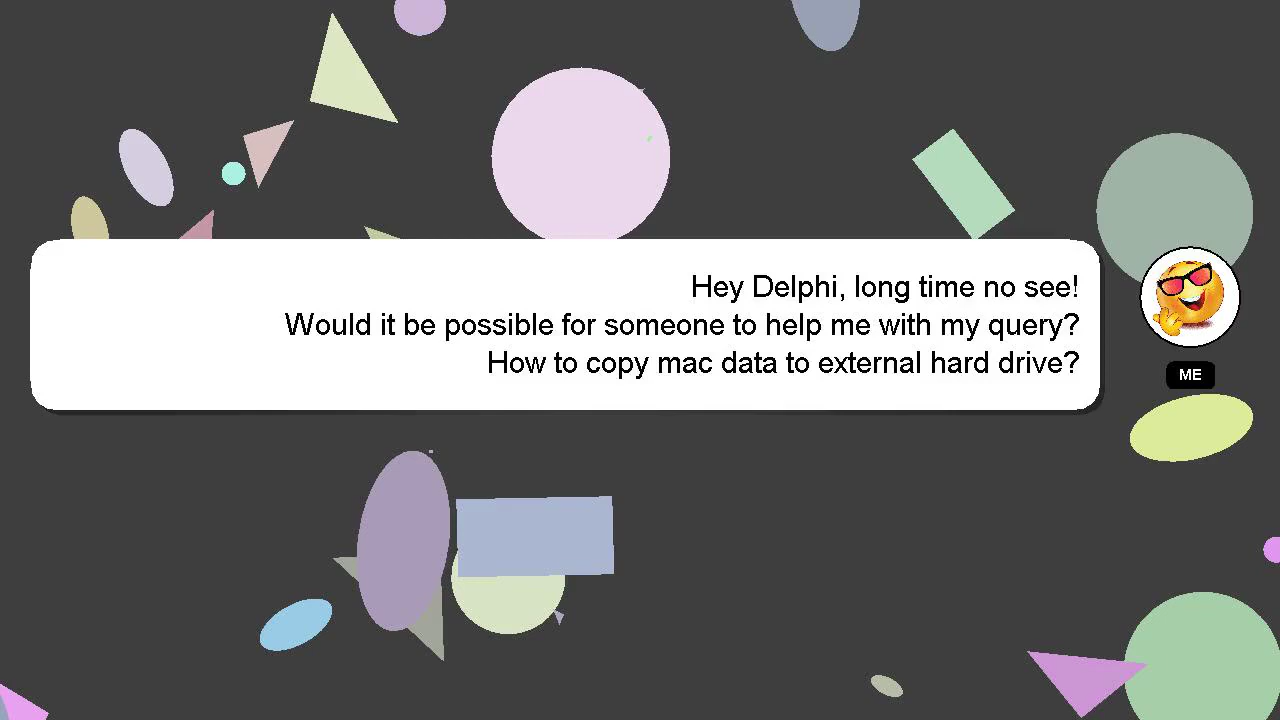 Hey Delphi, long time no see!
Would it be possible for someone to help me with my query?
How to copy mac data to external hard drive?
ME